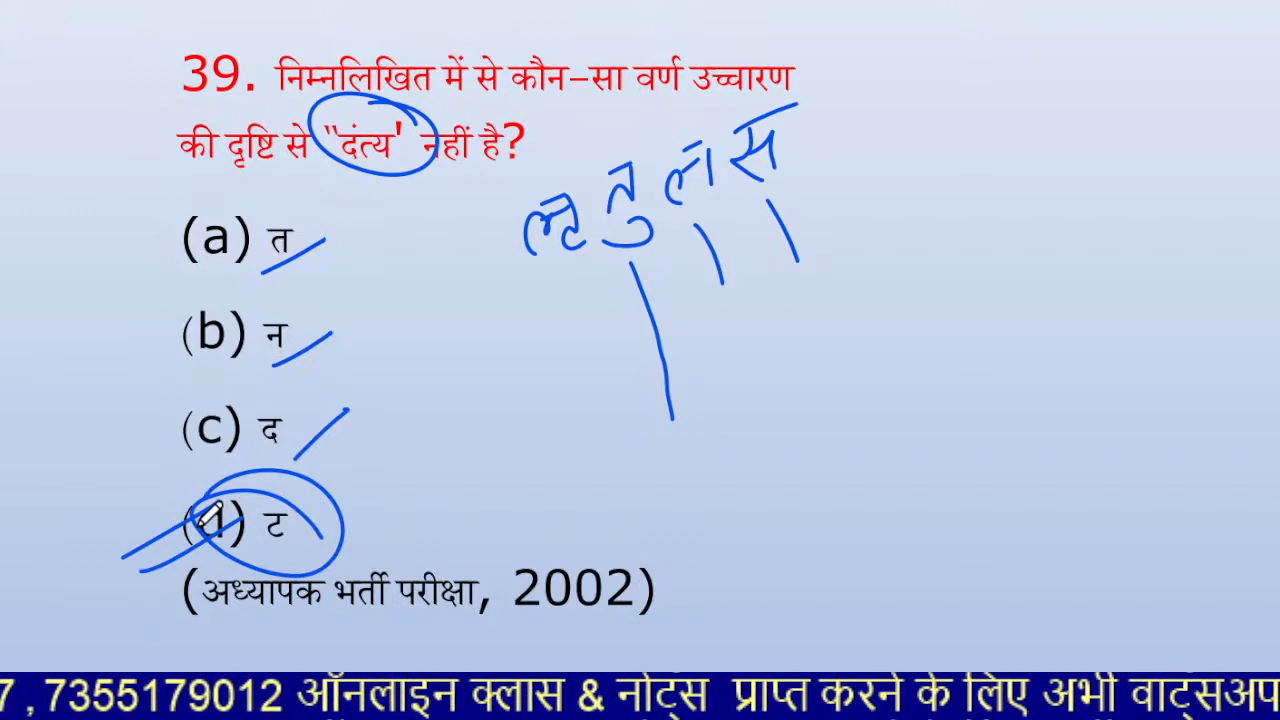 39. निम्नलिखित में से कौन-सा वर्ण उच्चारण
की दृष्टि से "दंत्य' नहीं है?
लृ तु ल स
(a) त
(b) न
(c) द
(d) ट
(अध्यापक भर्ती परीक्षा, 2002)
7 , 7355179012 ऑनलाइन क्लास & नोट्स प्राप्त करने के लिए अभी वाट्सअप